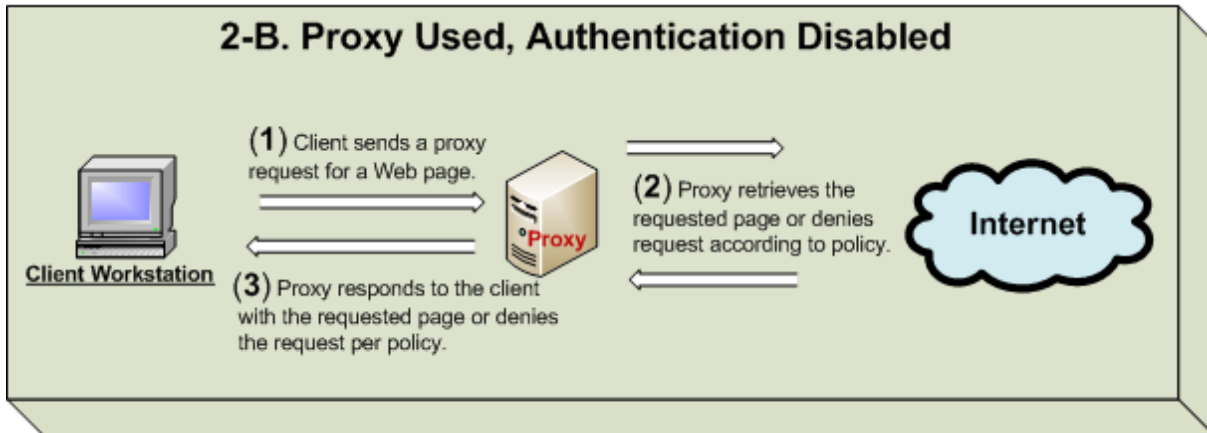 2-B. Proxy Used, Authentication Disabled
(1) Client sends a proxy
request for a Web page.
(2) Proxy retrieves the
requested page or denies
request according to policy.
Internet
Proxy
Client Workstation
(3) Proxy responds to the client
with the requested page or denies
the request per policy.